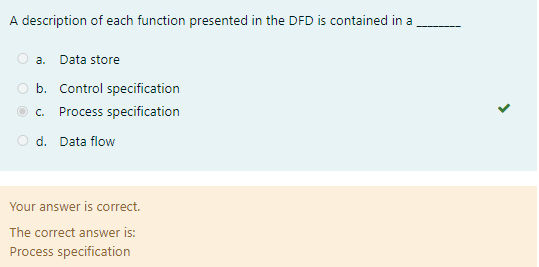 A description of each function presented in the DFD is contained in a ________
a. Data store
b. Control specification
c. Process specification
d. Data flow
Your answer is correct.
The correct answer is:
Process specification